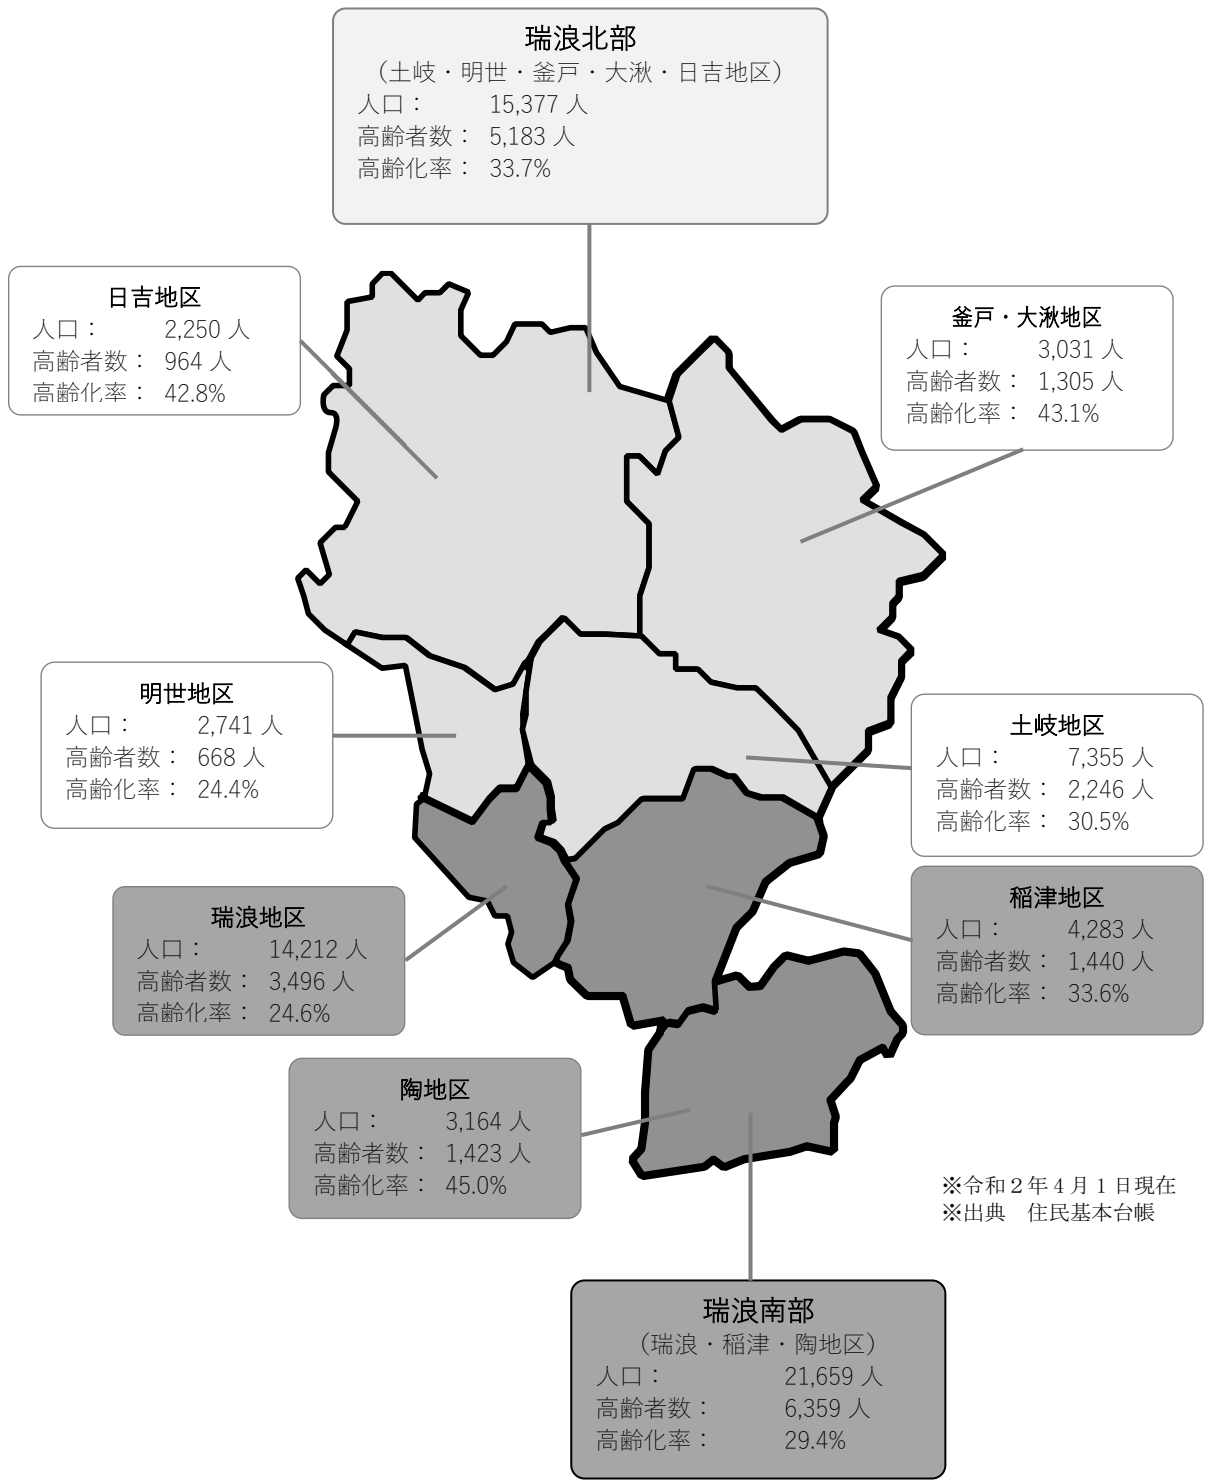 瑞浪北部
（土岐・明世・釜戸・大湫・日吉地区）
人口： 15,377 人
高齢者数： 5,183 人
高齢化率： 33.7%
日吉地区
人口： 2,250 人
高齢者数： 964 人
高齢化率： 42.8%
釜戸・大湫地区
人口： 3,031 人
高齢者数： 1,305 人
高齢化率： 43.1%
明世地区
人口： 2,741 人
高齢者数： 668 人
高齢化率： 24.4%
土岐地区
人口： 7,355 人
高齢者数： 2,246 人
高齢化率： 30.5%
瑞浪地区
人口： 14,212 人
高齢者数： 3,496 人
高齢化率： 24.6%
稲津地区
人口： 4,283 人
高齢者数： 1,440 人
高齢化率： 33.6%
陶地区
人口： 3,164 人
高齢者数： 1,423 人
高齢化率： 45.0%
※令和２年４月１日現在
※出典　住民基本台帳
瑞浪南部
（瑞浪・稲津・陶地区）
人口： 21,659 人
高齢者数： 6,359 人
高齢化率： 29.4%